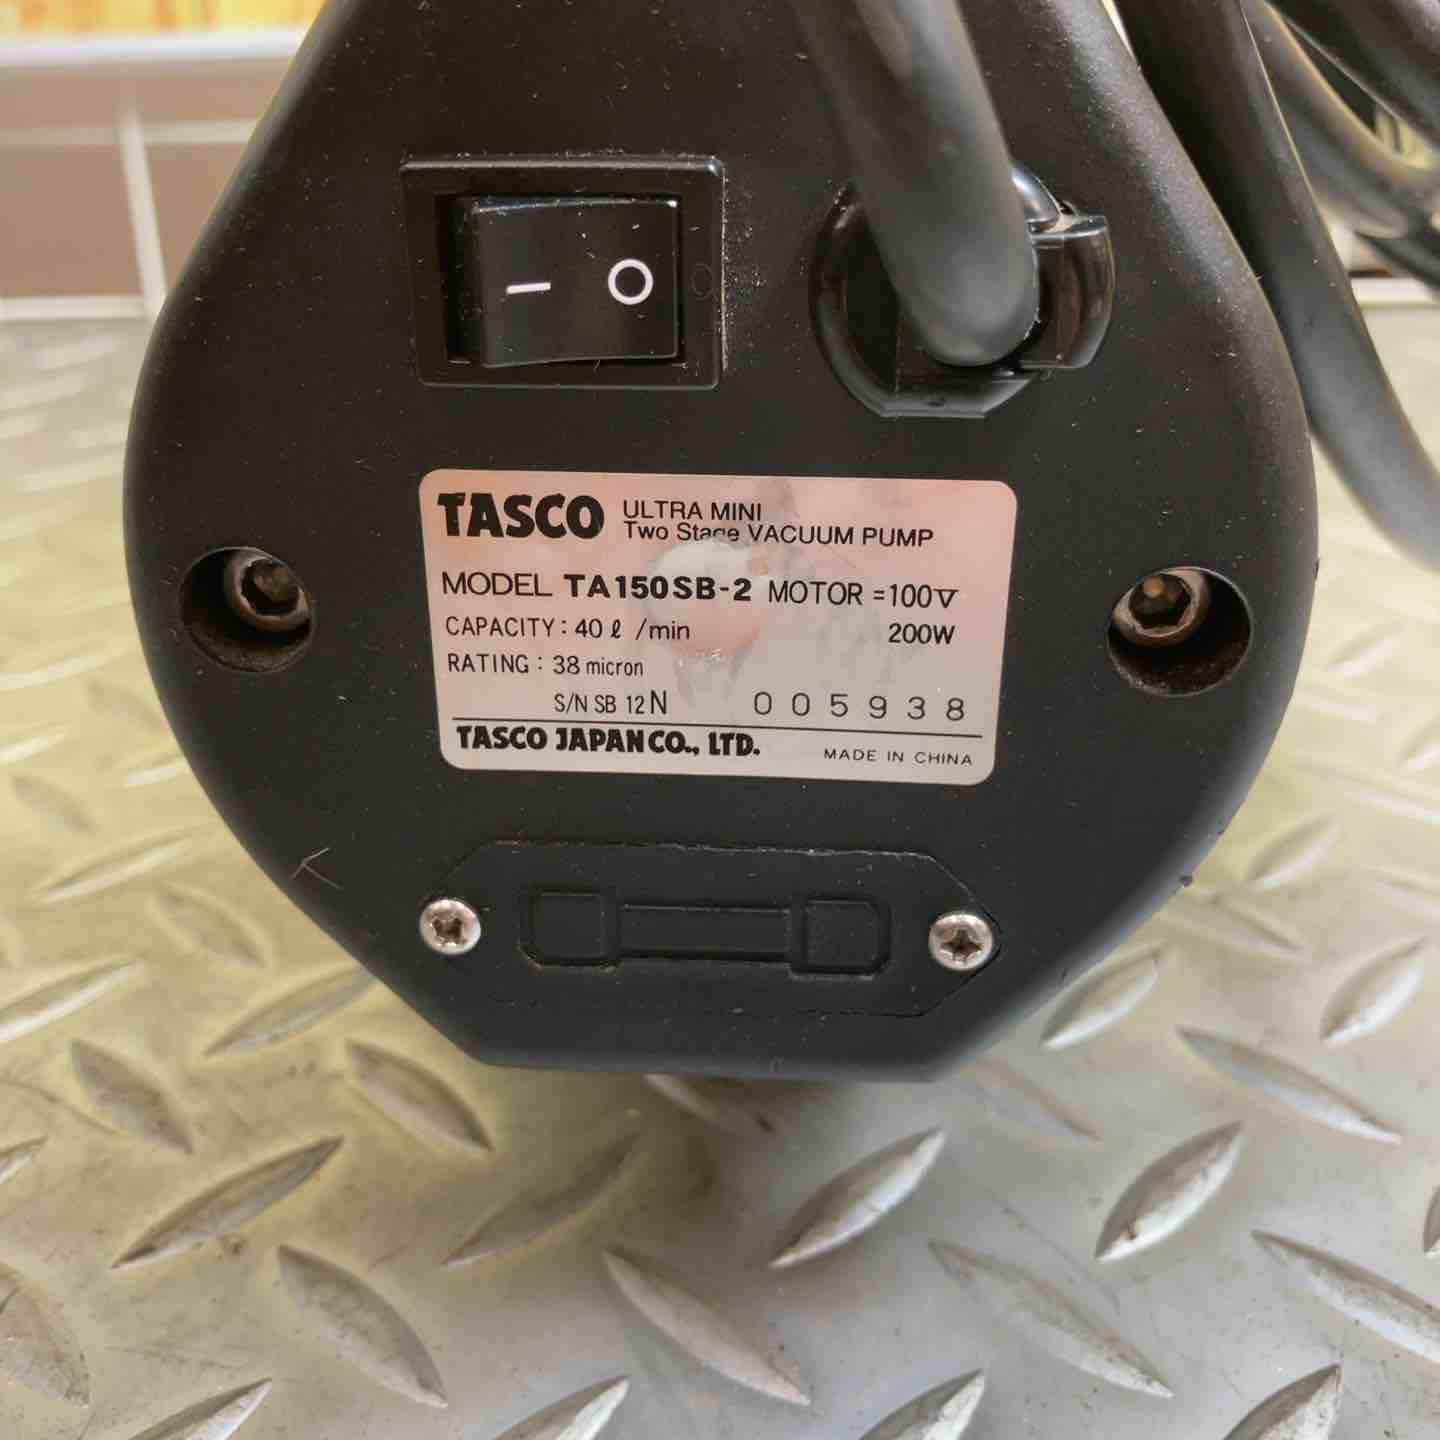 — O
TASCO ULTRA MINI
Two Stage VACUUM PUMP
MODEL TA150SB-2 MOTOR=100V
CAPACITY: 40 ℓ /min 200W
RATING: 38 micron
S/N SB 12N 005938
TASCO JAPAN CO., LTD. MADE IN CHINA